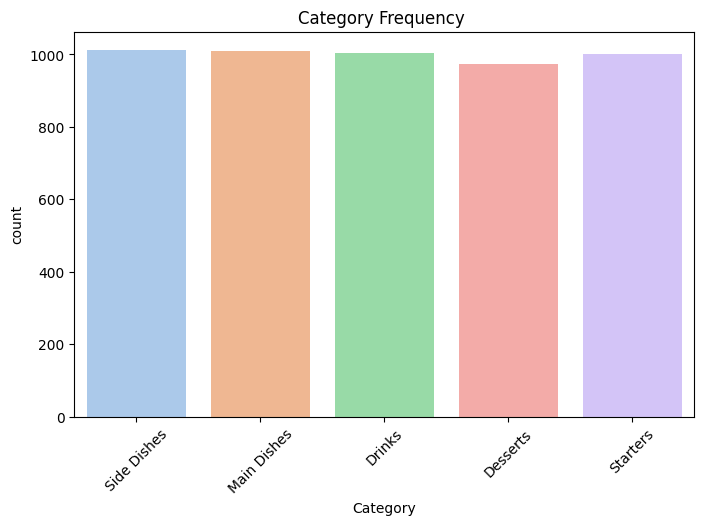 Category Frequency
1000
800
600
400
200
0
count
Side Dishes
Main Dishes
Drinks
Desserts
Starters
Category